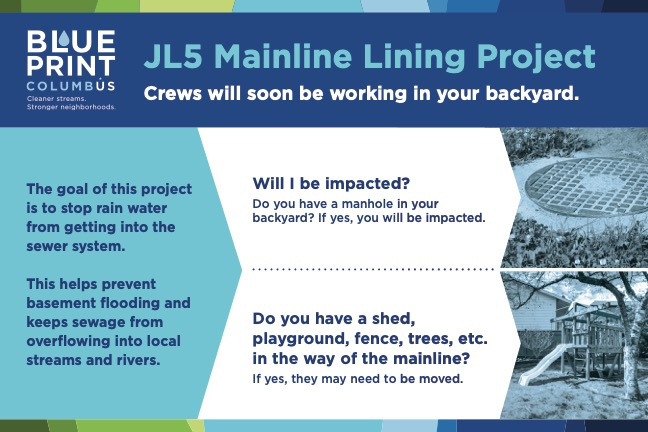 BLUE
PRINT
COLUMBUS
Cleaner streams.
Stronger neighborhoods.
JL5 Mainline Lining Project
Crews will soon be working in your backyard.
The goal of this project
is to stop rain water
from getting into the
sewer system.
This helps prevent
basement flooding and
keeps sewage from
overflowing into local
streams and rivers.
Will I be impacted?
Do you have a manhole in your
backyard? If yes, you will be impacted.
Do you have a shed,
playground, fence, trees, etc.
in the way of the mainline?
If yes, they may need to be moved.